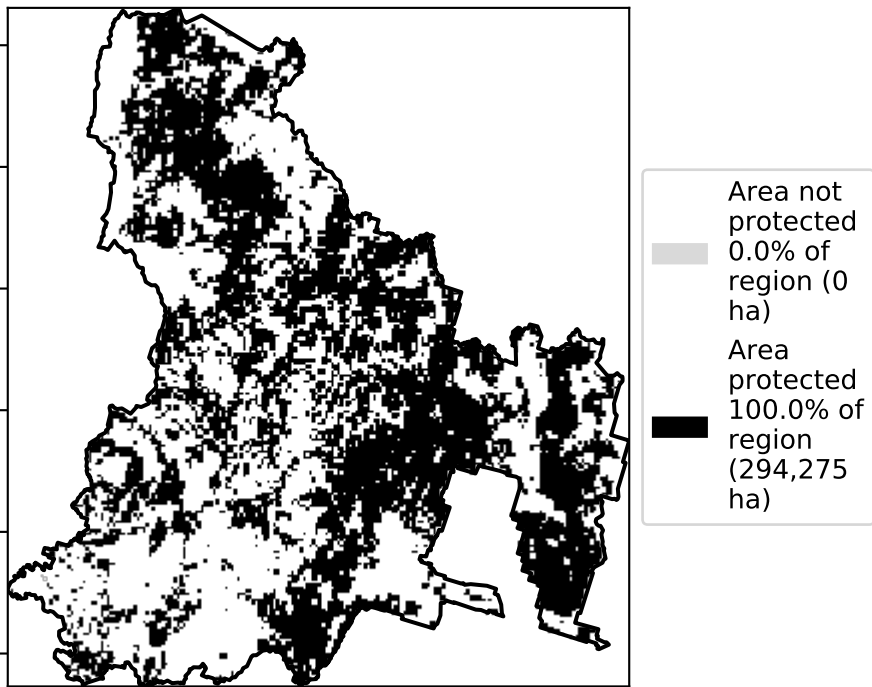 Area not
protected
0.0% of
region (0
ha)
Area
protected
100.0% of
region
(294,275
ha)